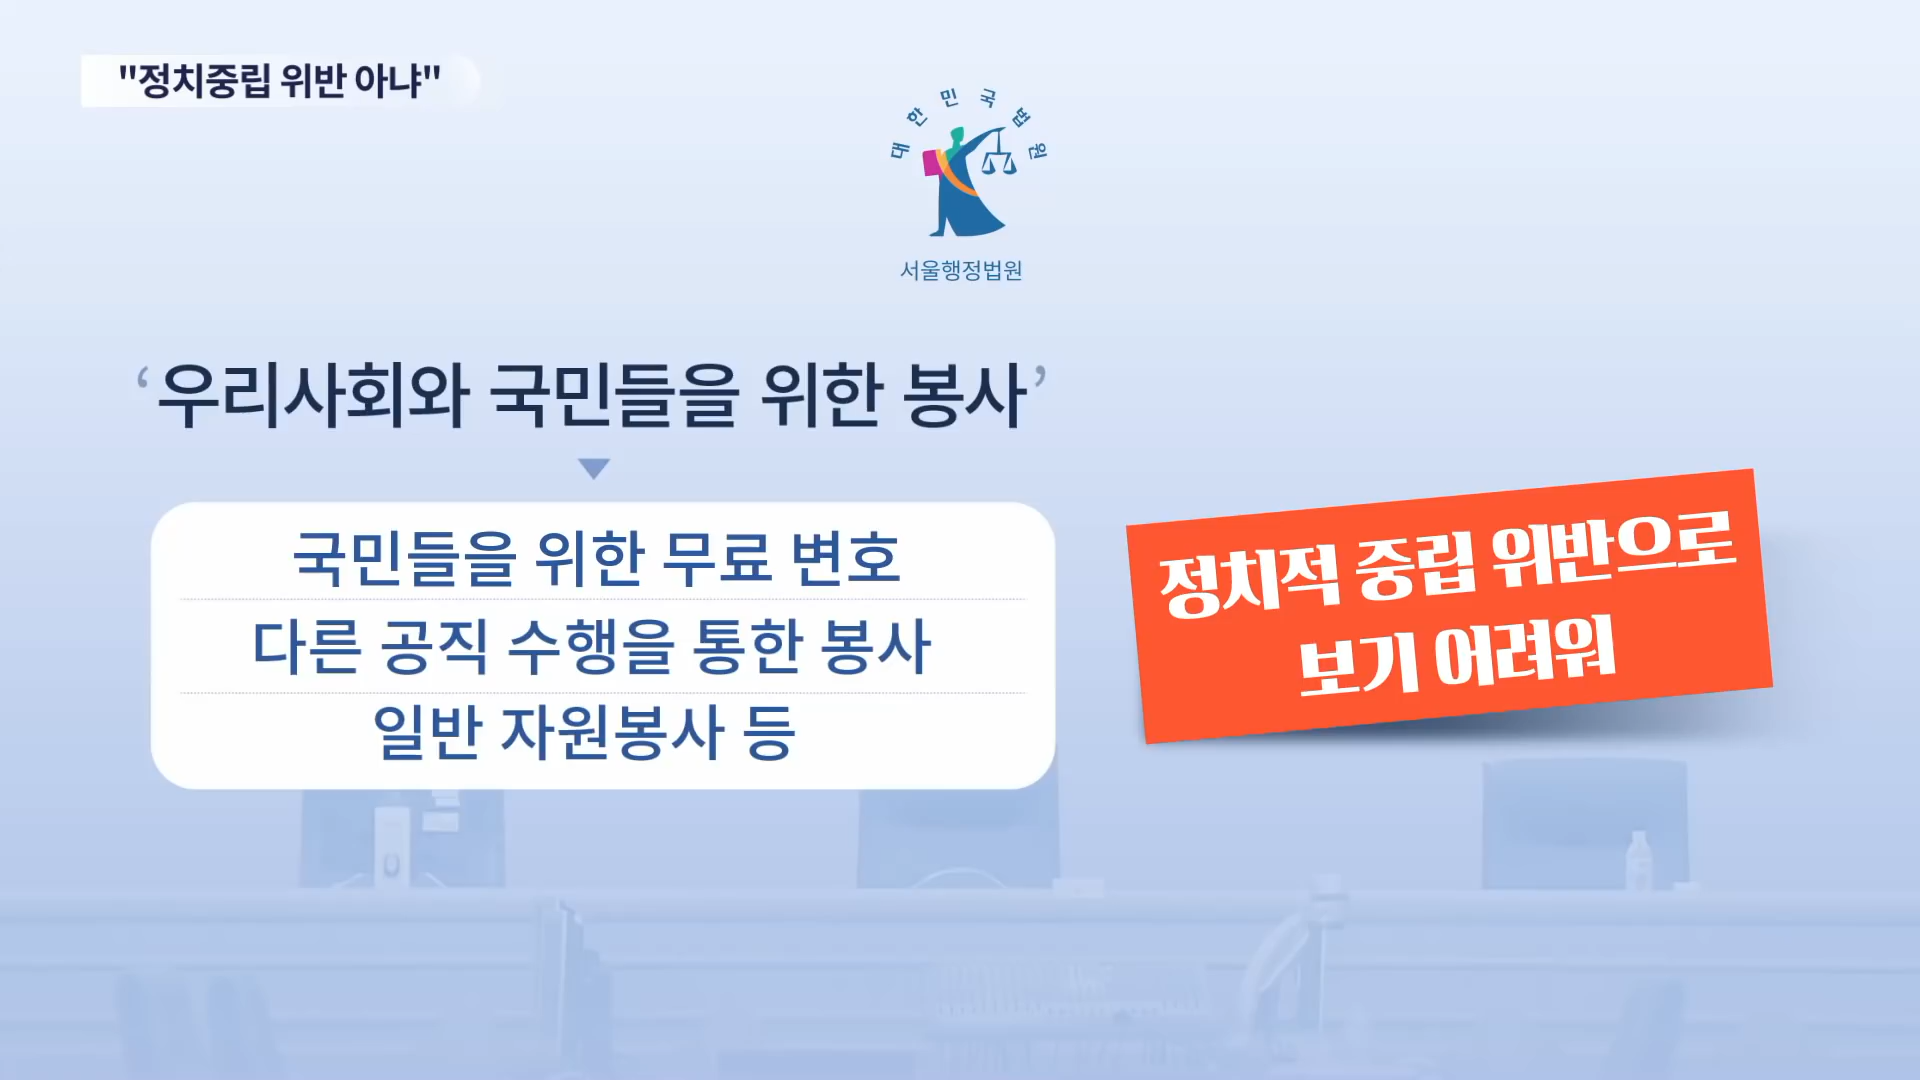 "정치중립 위반 아냐"
대한민국법원
서울행정법원
‘우리사회와 국민들을 위한 봉사’
국민들을 위한 무료 변호
다른 공직 수행을 통한 봉사
일반 자원봉사 등
정치적 중립 위반으로
보기 어려워